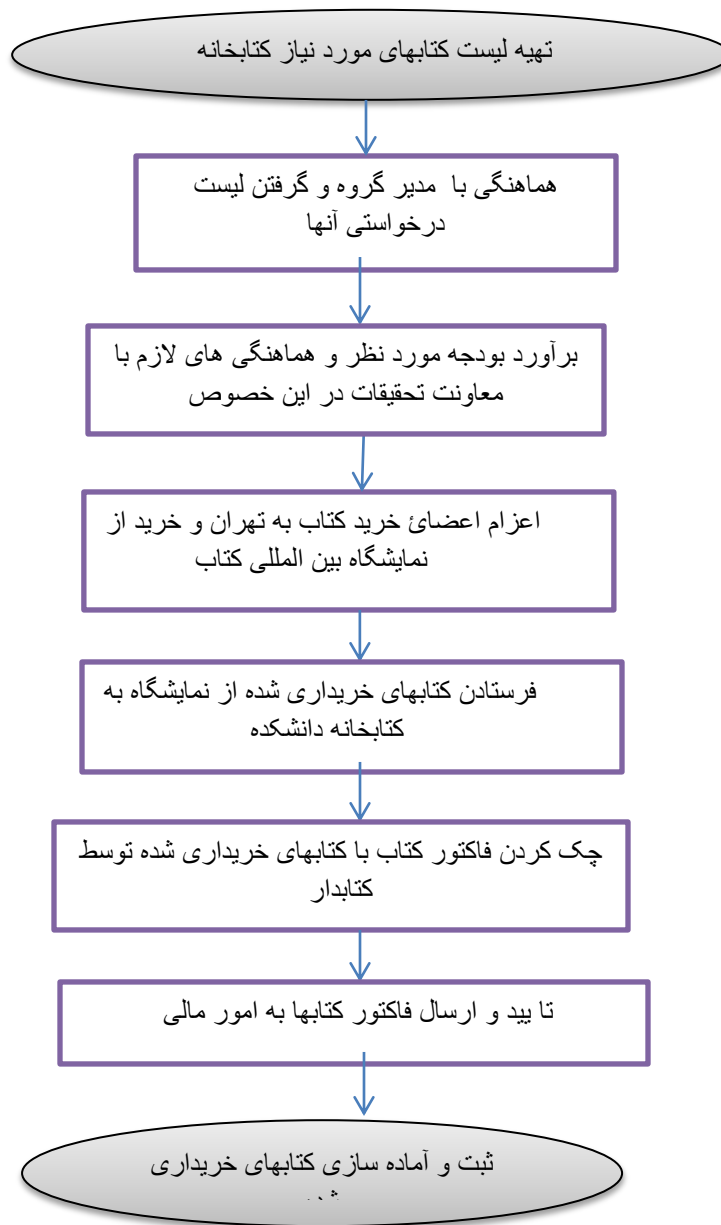 تهیه لیست کتابهای مورد نیاز کتابخانه
هماهنگی با مدیر گروه و گرفتن لیست
درخواستی آنها
برآورد بودجه مورد نظر و هماهنگی های لازم با
معاونت تحقیقات در این خصوص
اعزام اعضائ خرید کتاب به تهران و خرید از
نمایشگاه بین المللی کتاب
فرستادن کتابهای خریداری شده از نمایشگاه به
کتابخانه دانشکده
چک کردن فاکتور کتاب با کتابهای خریداری شده توسط
کتابدار
تا یید و ارسال فاکتور کتابها به امور مالی
ثبت و آماده سازی کتابهای خریداری